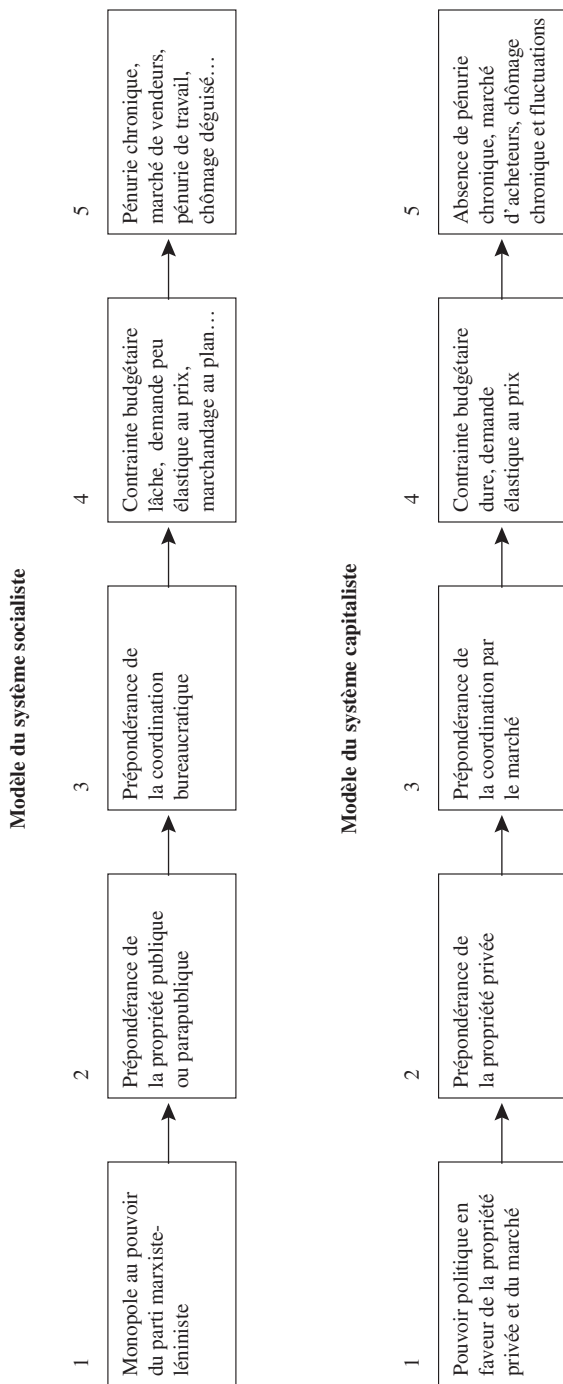 Modèle du système socialiste
1
Monopole au pouvoir
du parti marxiste-
léniniste
2
Prépondérance de
la propriété publique
ou parapublique
3
Prépondérance de
la coordination
bureaucratique
4
Contrainte budgétaire
lâche, demande peu
élastique au prix,
marchandage au plan…
5
Pénurie chronique,
marché de vendeurs,
pénurie de travail,
chômage déguisé…
Modèle du système capitaliste
1
Pouvoir politique en
faveur de la propriété
privée et du marché
2
Prépondérance de
la propriété privée
3
Prépondérance de
la coordination par
le marché
4
Contrainte budgétaire
dure, demande
élastique au prix
5
Absence de pénurie
chronique, marché
d’acheteurs, chômage
chronique et fluctuations